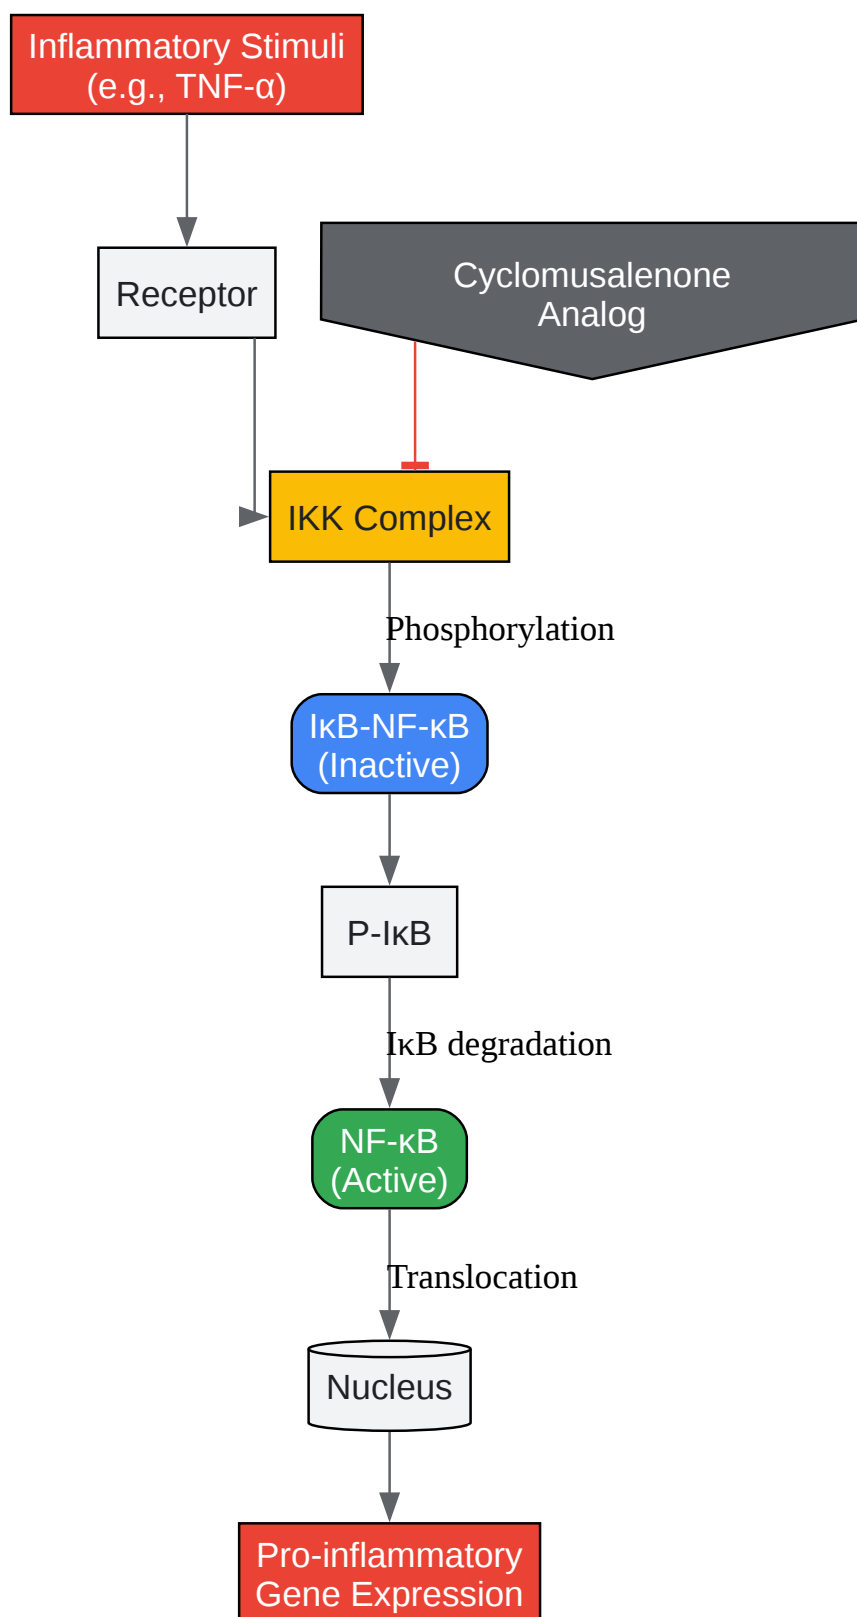 Inflammatory Stimuli
(e.g., TNF-α)
Receptor
Cyclomusalenone
Analog
IKK Complex
Phosphorylation
IκB-NF-κB
(Inactive)
P-IκB
IκB degradation
NF-κB
(Active)
Translocation
Nucleus
Pro-inflammatory
Gene Expression